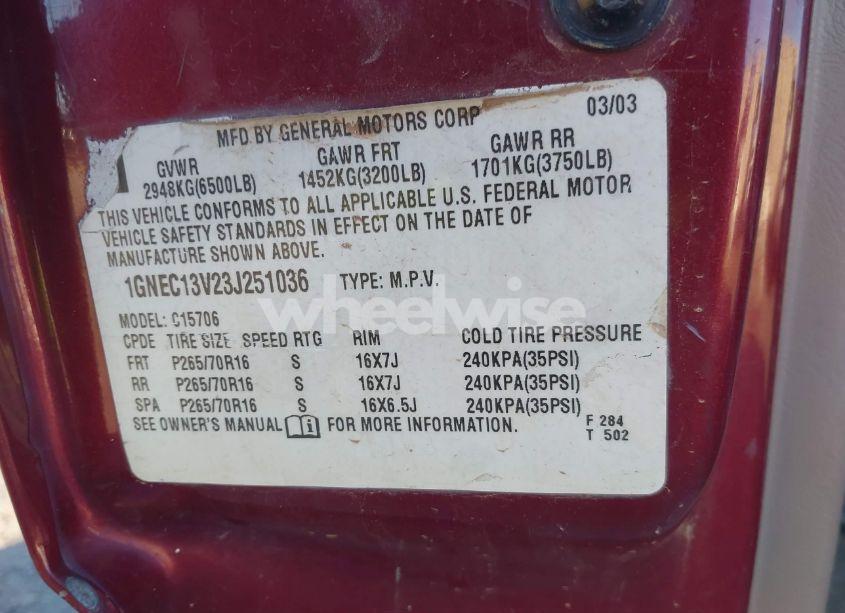 03/03
MFD BY GENERAL MOTORS CORP
GVWR GAWR FRT GAWR RR
2948KG(6500LB) 1452KG(3200LB) 1701KG(3750LB)
THIS VEHICLE CONFORMS TO ALL APPLICABLE U.S. FEDERAL MOTOR
VEHICLE SAFETY STANDARDS IN EFFECT ON THE DATE OF
MANUFACTURE SHOWN ABOVE.
1GNEC13V23J251036 TYPE: M.P.V.
wheelwise
MODEL: C15706
CPDE TIRE SIZE SPEED RTG RIM COLD TIRE PRESSURE
FRT P265/70R16 S 16X7J 240KPA(35PSI)
RR P265/70R16 S 16X7J 240KPA(35PSI)
SPA P265/70R16 S 16X6.5J 240KPA(35PSI)
SEE OWNER'S MANUAL i FOR MORE INFORMATION.
F 284
T 502